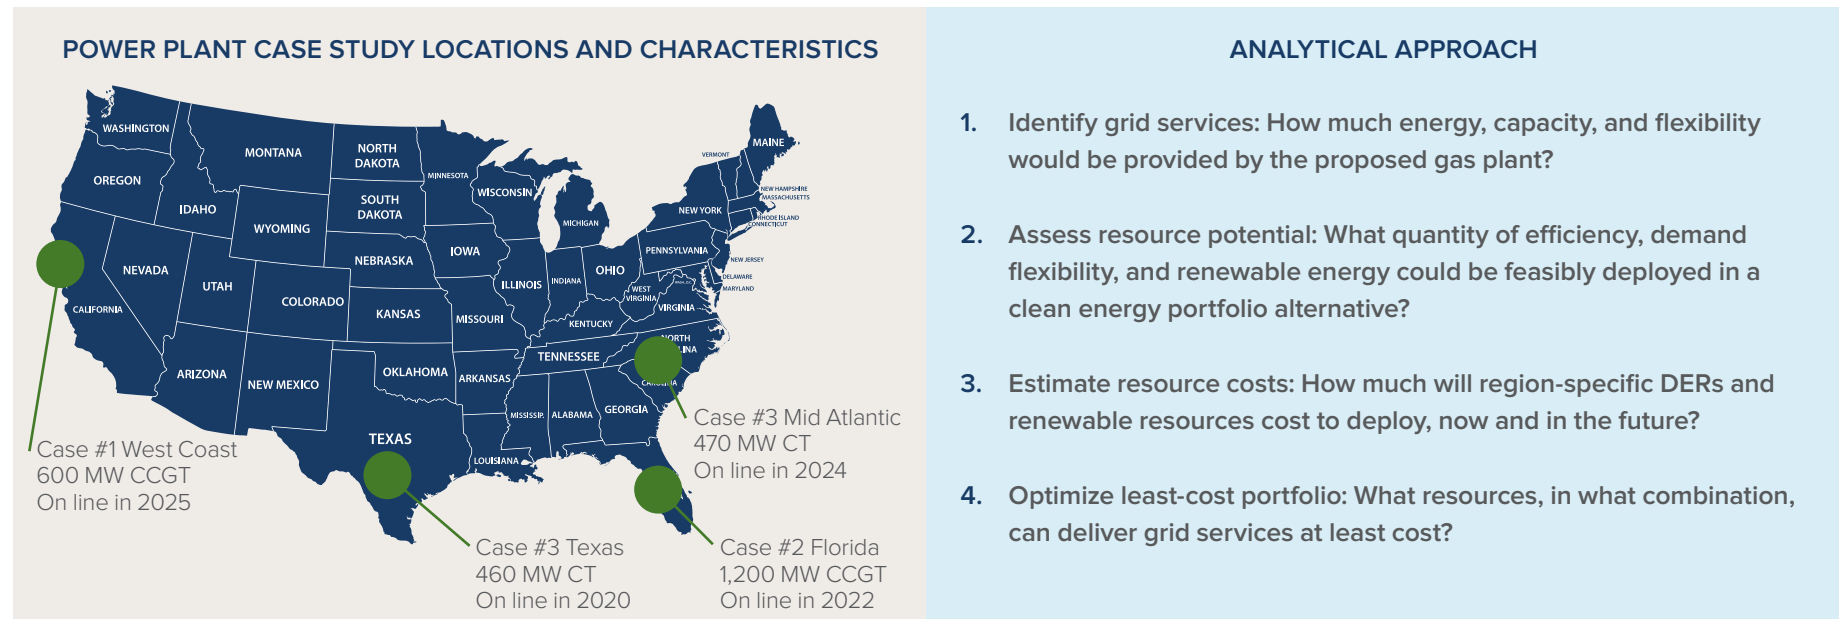 POWER PLANT CASE STUDY LOCATIONS AND CHARACTERISTICS
WASHINGTON
MONTANA
NORTH
DAKOTA
MINNESOTA
MAINE
VERMONT
OREGON
IDAHO
SOUTH
DAKOTA
WISCONSIN
NEW HAMPSHIRE
MASSACHUSETTS
WYOMING
MICHIGAN
NEW YORK
RHODE ISLAND
CONNECTICUT
NEVADA
UTAH
NEBRASKA
IOWA
PENNSYLVANIA
NEW JERSEY
COLORADO
ILLINOIS
INDIANA
OHIO
DELAWARE
MARYLAND
WEST
VIRGINIA
VIRGINIA
CALIFORNIA
KANSAS
MISSOURI
KENTUCKY
ARIZONA
NEW MEXICO
OKLAHOMA
ARKANSAS
TENNESSEE
TEXAS
LOUISIANA
MISSISSIP.
ALABAMA
GEORGIA
Case #1 West Coast
600 MW CCGT
On line in 2025
Case #3 Mid Atlantic
470 MW CT
On line in 2024
Case #3 Texas
460 MW CT
On line in 2020
Case #2 Florida
1,200 MW CCGT
On line in 2022
ANALYTICAL APPROACH
1. Identify grid services: How much energy, capacity, and flexibility
would be provided by the proposed gas plant?
2. Assess resource potential: What quantity of efficiency, demand
flexibility, and renewable energy could be feasibly deployed in a
clean energy portfolio alternative?
3. Estimate resource costs: How much will region-specific DERs and
renewable resources cost to deploy, now and in the future?
4. Optimize least-cost portfolio: What resources, in what combination,
can deliver grid services at least cost?